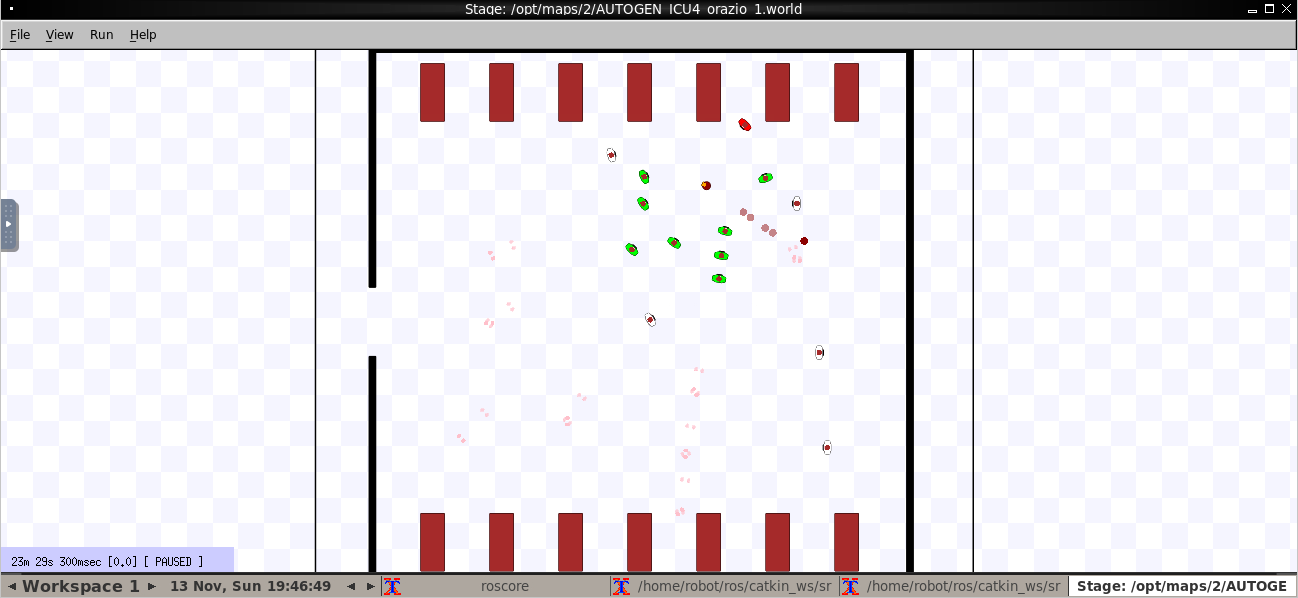 Stage: /opt/maps/2/AUTOGEN_ICU4_orazio_1.world
File View Run Help
23m 29s 300msec [0.0] [ PAUSED ]
Workspace 1 13 Nov, Sun 19:46:49 roscore /home/robot/ros/catkin_ws/sr /home/robot/ros/catkin_ws/sr Stage: /opt/maps/2/AUTOGE